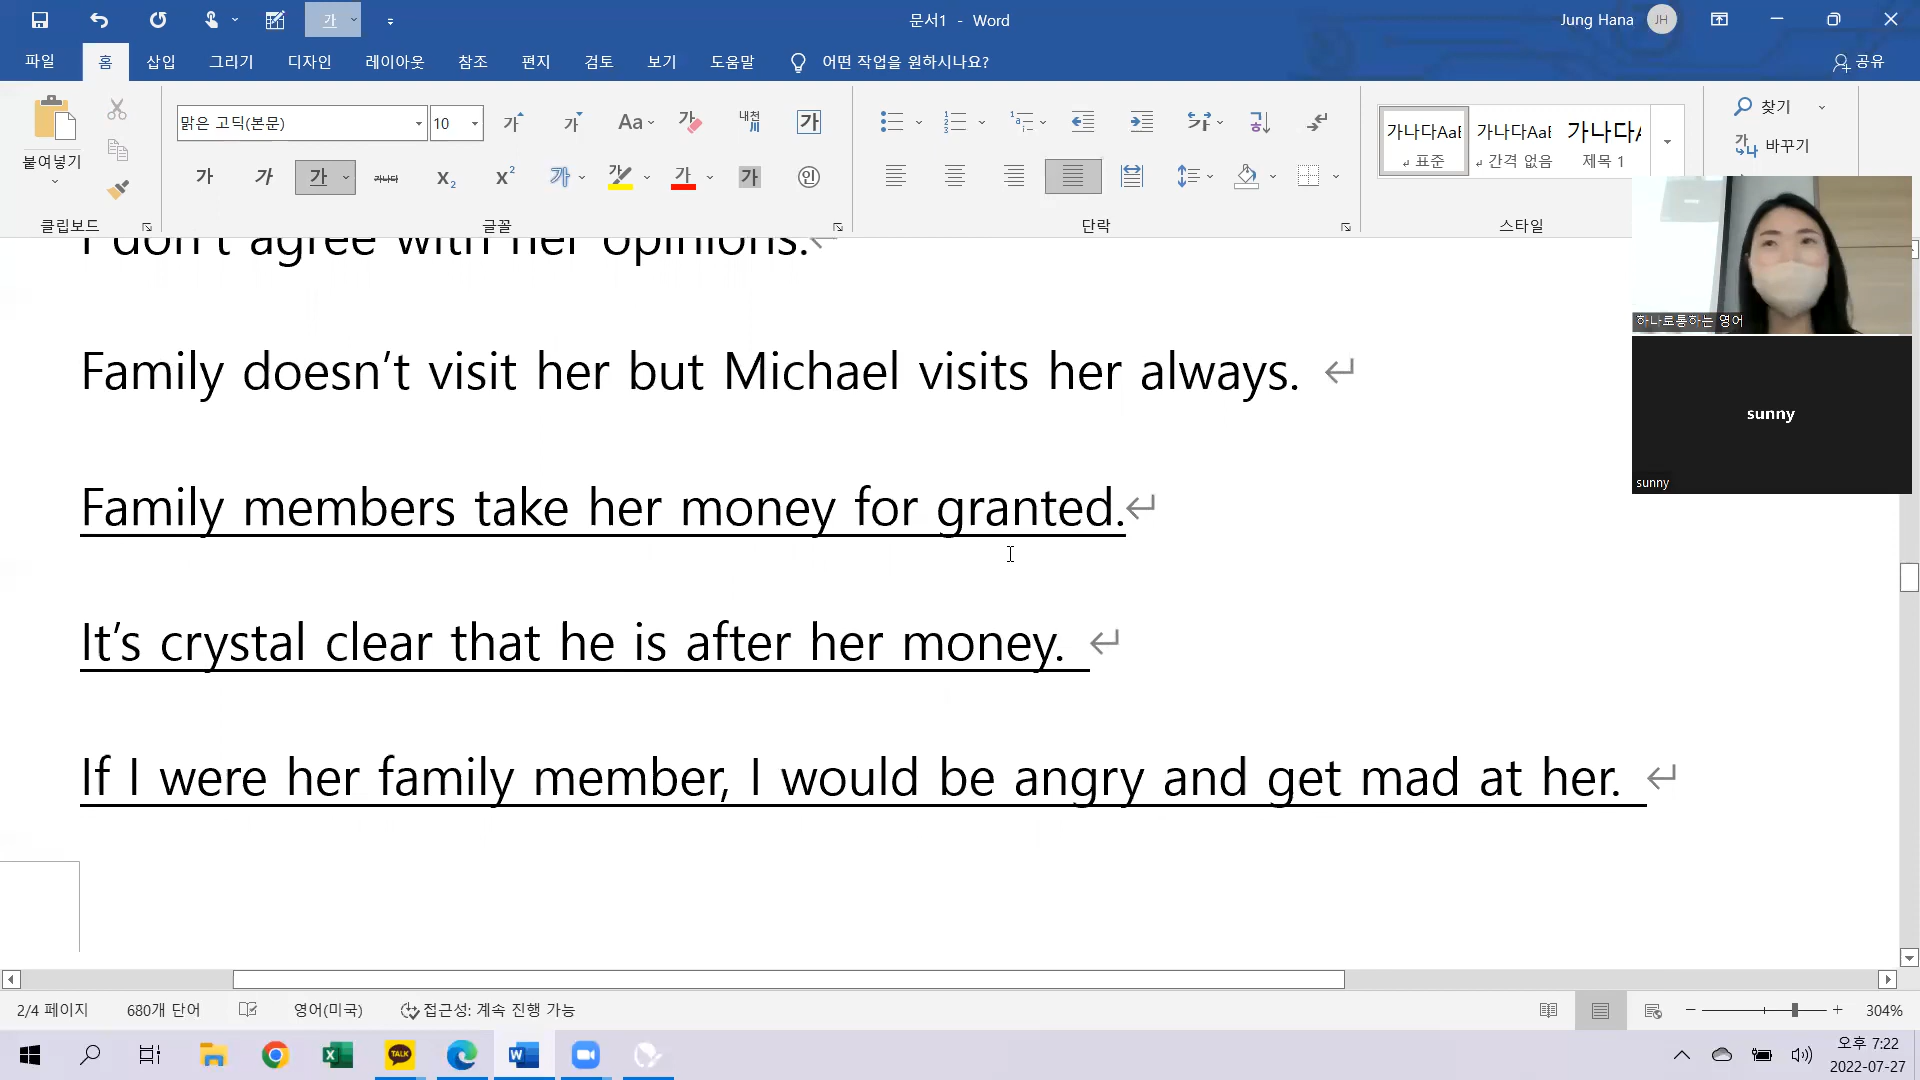 문서1 - Word
Jung Hana JH
파일 홈 삽입 그리기 디자인 레이아웃 참조 편지 검토 보기 도움말 어떤 작업을 원하시나요? 공유
붙여넣기
클립보드
맑은 고딕(본문) 10
글꼴
단락
가나다AaB 가나다AaB 가나다A
표준 간격 없음 제목 1
스타일
찾기
바꾸기
I don't agree with her opinions.
Family doesn't visit her but Michael visits her always.
Family members take her money for granted.
It's crystal clear that he is after her money.
If I were her family member, I would be angry and get mad at her.
하나로통하는 영어
sunny
sunny
2/4 페이지 680개 단어 영어(미국) 접근성: 계속 진행 가능 304%
오후 7:22
2022-07-27